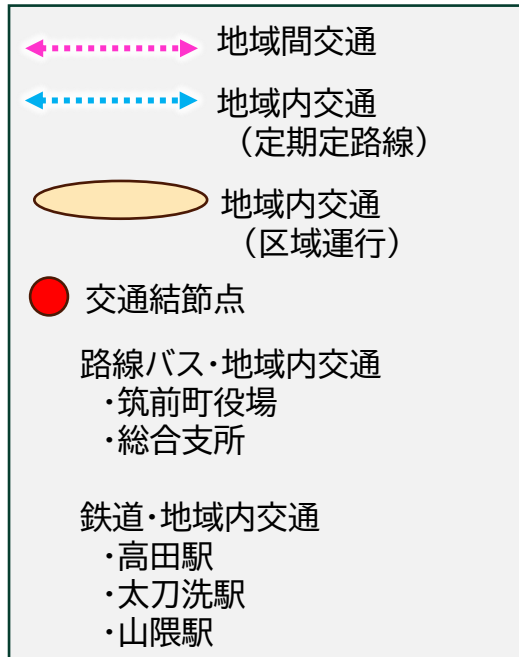 地域間交通
地域内交通
（定期定路線）
地域内交通
（区域運行）
交通結節点
路線バス・地域内交通
・筑前町役場
・総合支所
鉄道・地域内交通
・高田駅
・太刀洗駅
・山隈駅